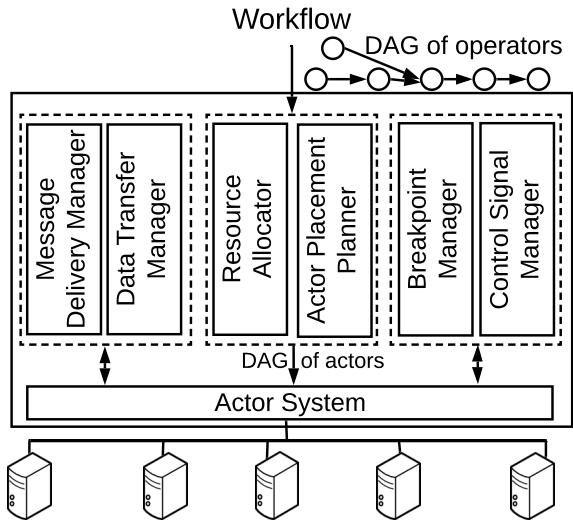 Workflow
DAG of operators
Message
Delivery Manager
Data Transfer
Manager
Resource
Allocator
Actor Placement
Planner
Breakpoint
Manager
Control Signal
Manager
DAG of actors
Actor System